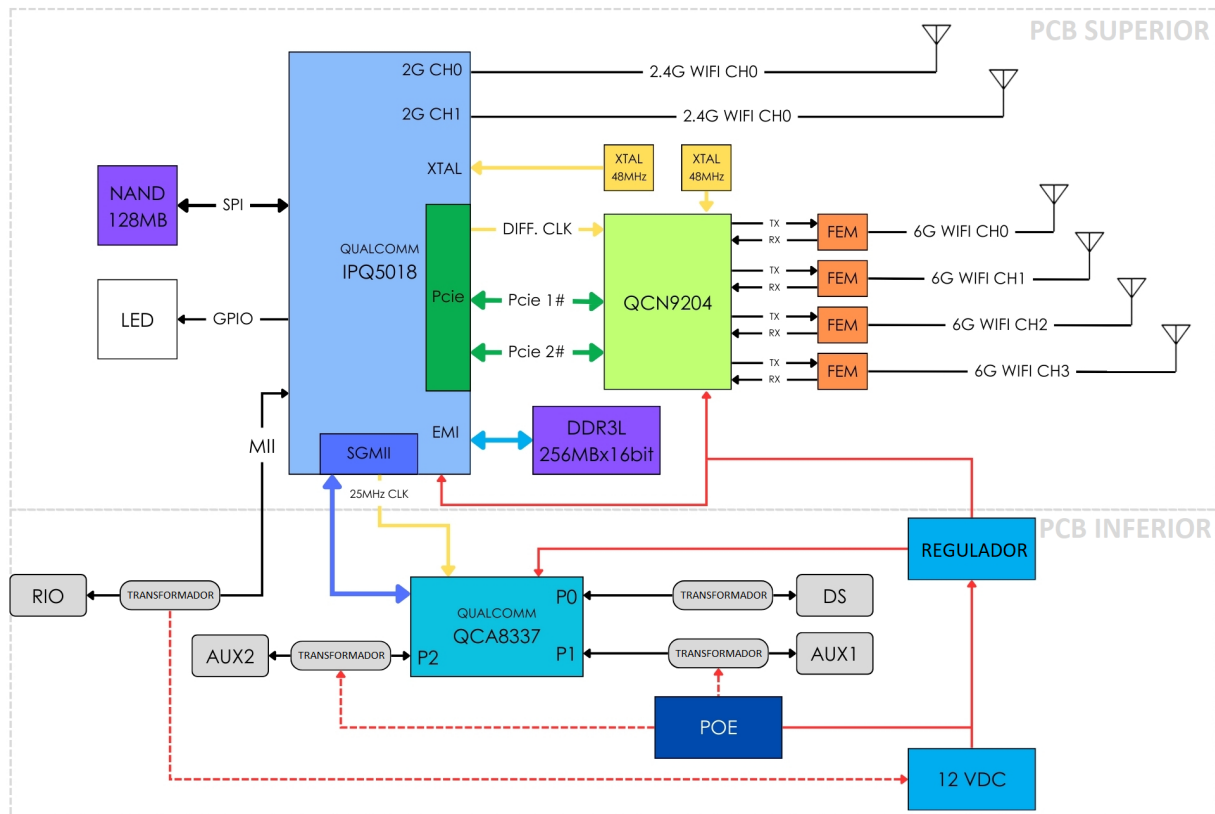 PCB SUPERIOR
2G CH0
2.4G WIFI CH0
2G CH1
2.4G WIFI CH0
XTAL
XTAL
48MHz
XTAL
48MHz
NAND
128MB
SPI
QUALCOMM
IPQ5018
Pcie
DIFF. CLK
Pcie 1#
Pcie 2#
QCN9204
TX
RX
FEM
6G WIFI CH0
TX
RX
FEM
6G WIFI CH1
TX
RX
FEM
6G WIFI CH2
TX
RX
FEM
6G WIFI CH3
LED
GPIO
MII
EMI
DDR3L
256MBx16bit
SGMII
25MHz CLK
PCB INFERIOR
REGULADOR
RIO
TRANSFORMADOR
QUALCOMM
QCA8337
P0
TRANSFORMADOR
DS
AUX2
TRANSFORMADOR
P2
P1
TRANSFORMADOR
AUX1
POE
12 VDC